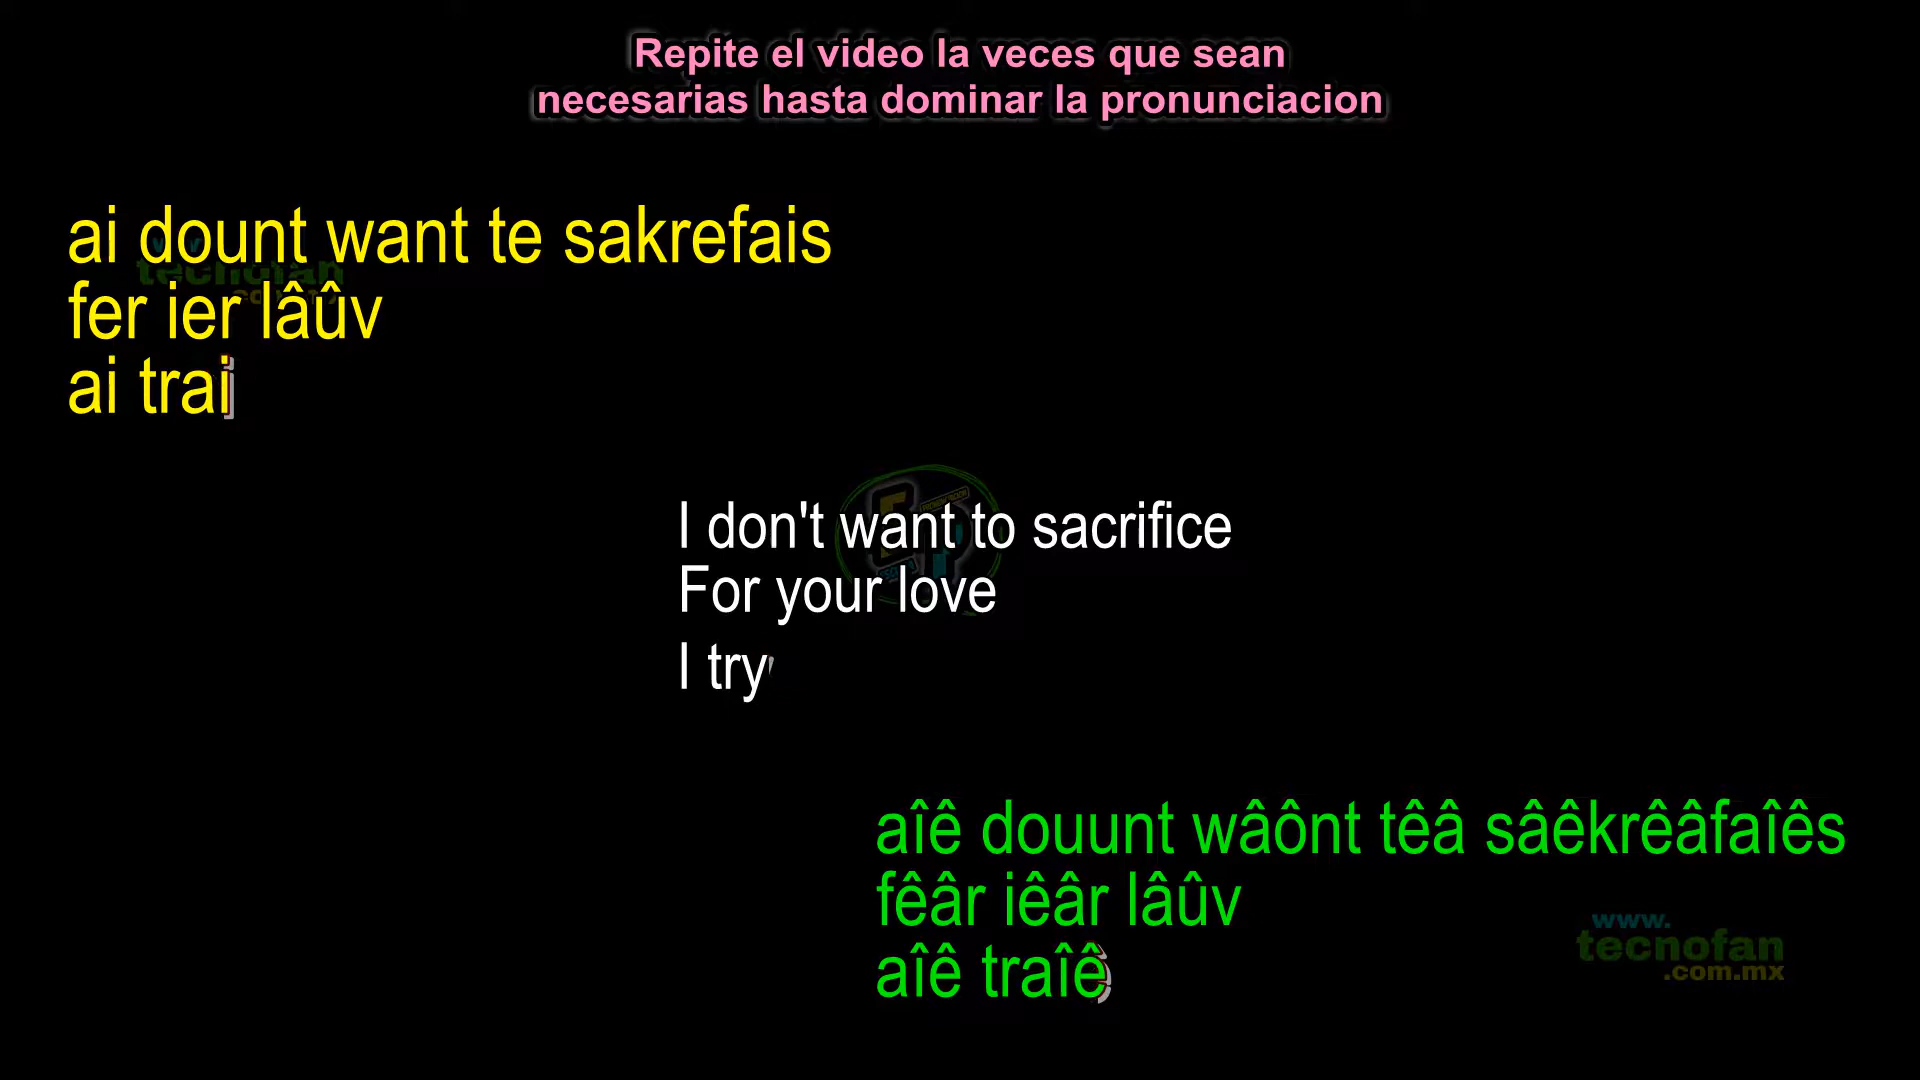 Repite el video la veces que sean
necesarias hasta dominar la pronunciacion
ai dount want te sakrefais
tecnofan
fer ier lâûv
ai trai
I don't want to sacrifice
For your love
I try
aîê douunt wâônt têâ sâêkrêâfaîês
fêâr iêâr lâûv
aîê traîê
www.
tecnofan
.com.mx